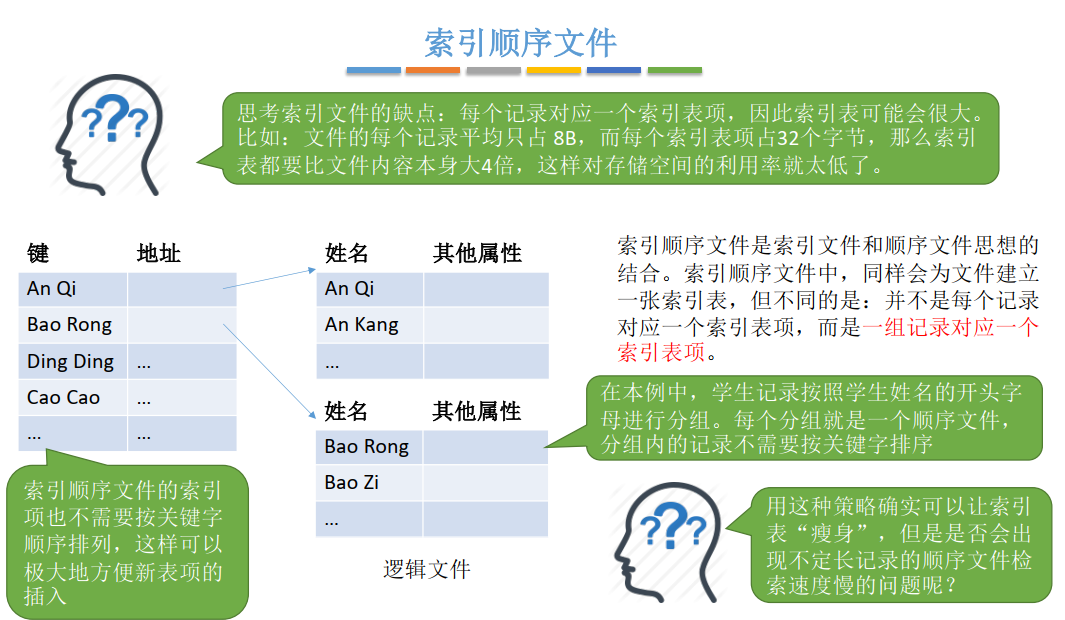 索引顺序文件
???
思考索引文件的缺点：每个记录对应一个索引表项，因此索引表可能会很大。
比如：文件的每个记录平均只占 8B，而每个索引表项占32个字节，那么索引
表都要比文件内容本身大4倍，这样对存储空间的利用率就太低了。
键 地址
An Qi
Bao Rong
Ding Ding ...
Cao Cao ...
... ...
索引顺序文件的索引
项也不需要按关键字
顺序排列，这样可以
极大地方便新表项的
插入
姓名 其他属性
An Qi
An Kang
...
姓名 其他属性
Bao Rong
Bao Zi
...
逻辑文件
索引顺序文件是索引文件和顺序文件思想的
结合。索引顺序文件中，同样会为文件建立
一张索引表，但不同的是：并不是每个记录
对应一个索引表项，而是一组记录对应一个
索引表项。
在本例中，学生记录按照学生姓名的开头字
母进行分组。每个分组就是一个顺序文件，
分组内的记录不需要按关键字排序
???
用这种策略确实可以让索引
表“瘦身”，但是是否会出
现不定长记录的顺序文件检
索速度慢的问题呢？